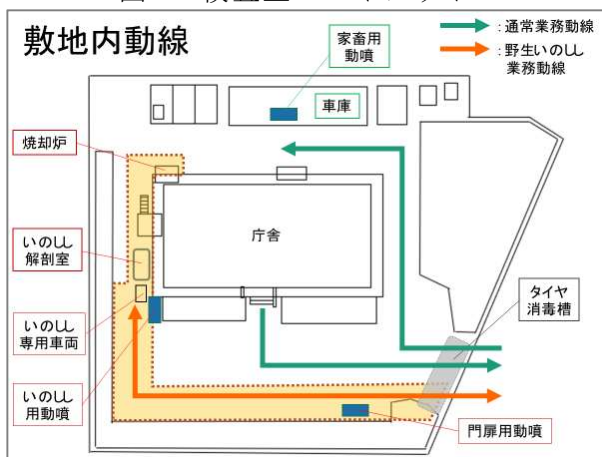 敷地内動線
:通常業務動線
:野生いのしし
業務動線
家畜用
動噴
車庫
焼却炉
庁舎
いのしし
解剖室
タイヤ
消毒槽
いのしし
専用車両
いのしし
用動噴
門扉用動噴